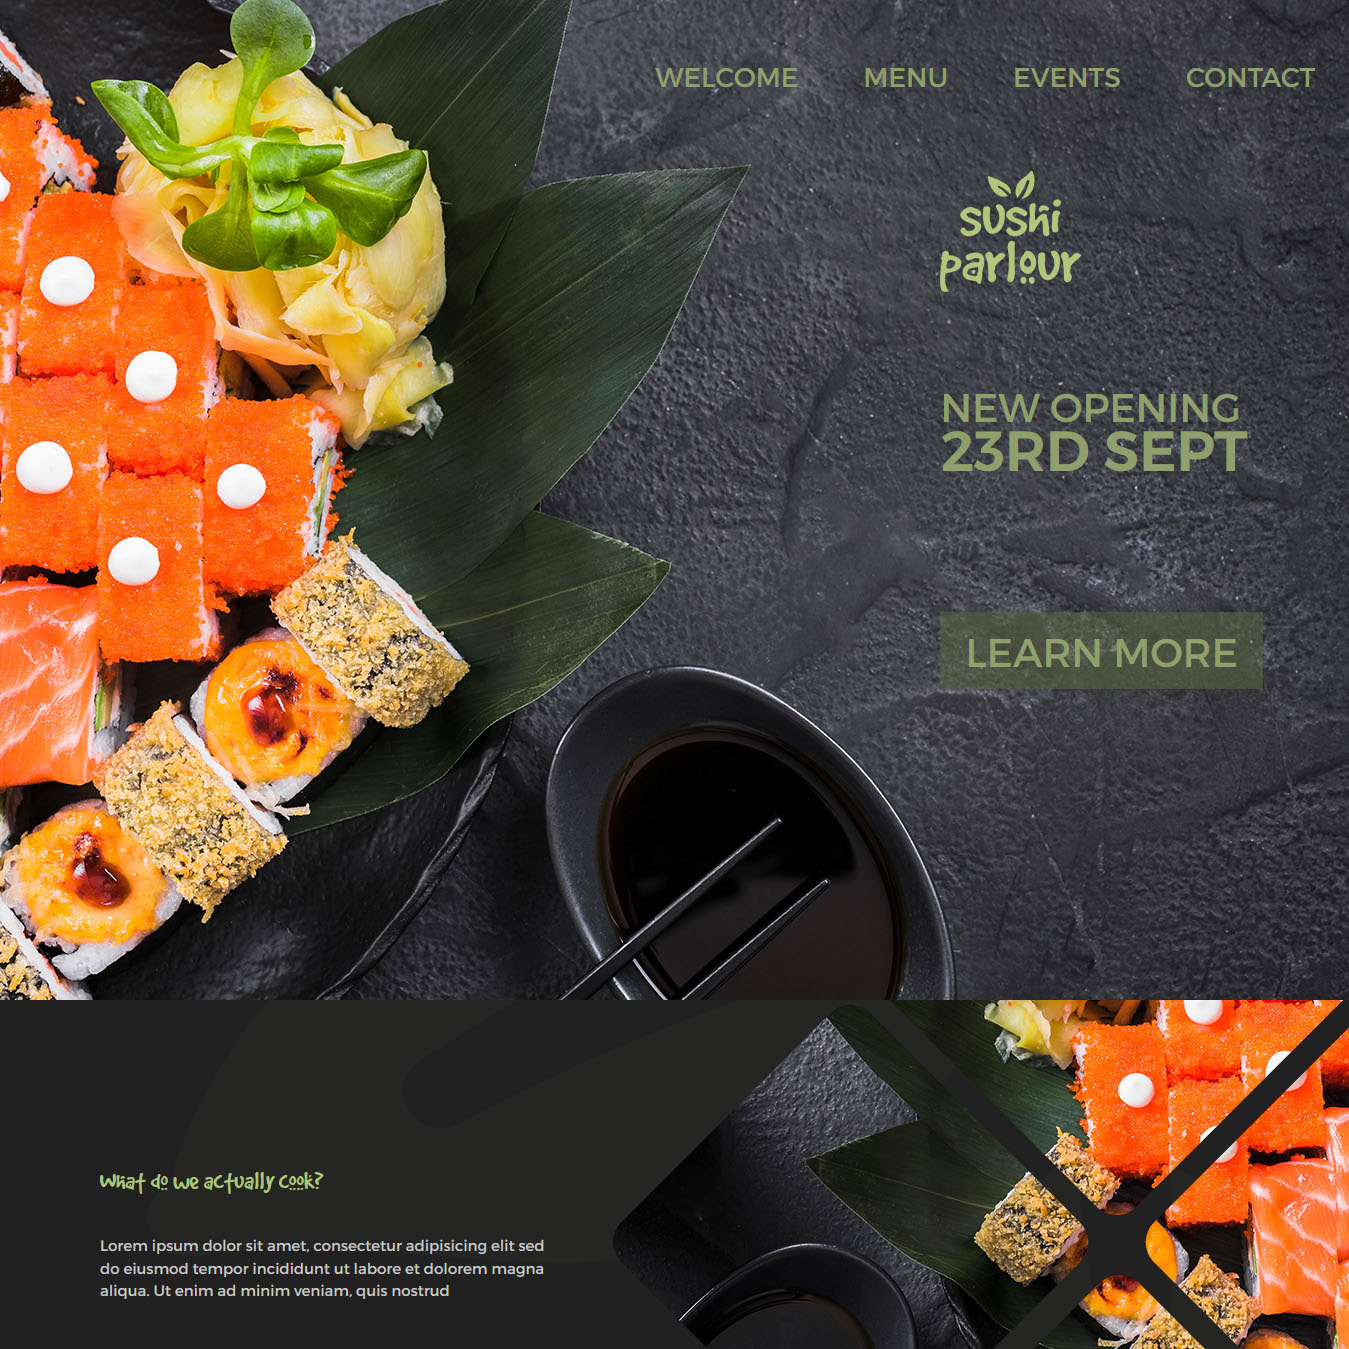 WELCOME MENU EVENTS CONTACT
sushi
parlour
NEW OPENING
23RD SEPT
LEARN MORE
What do we actually cook?
Lorem ipsum dolor sit amet, consectetur adipisicing elit sed
do eiusmod tempor incididunt ut labore et dolorem magna
aliqua. Ut enim ad minim veniam, quis nostrud